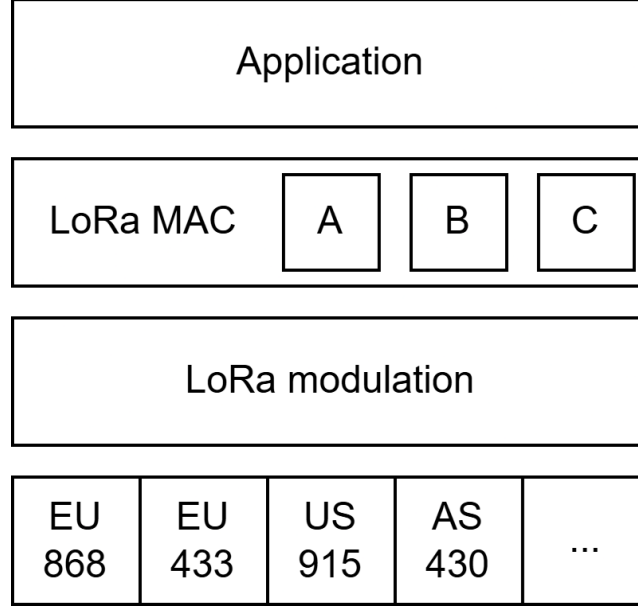 Application
LoRa MAC A B C
LoRa modulation
EU EU US AS
868 433 915 430 ...